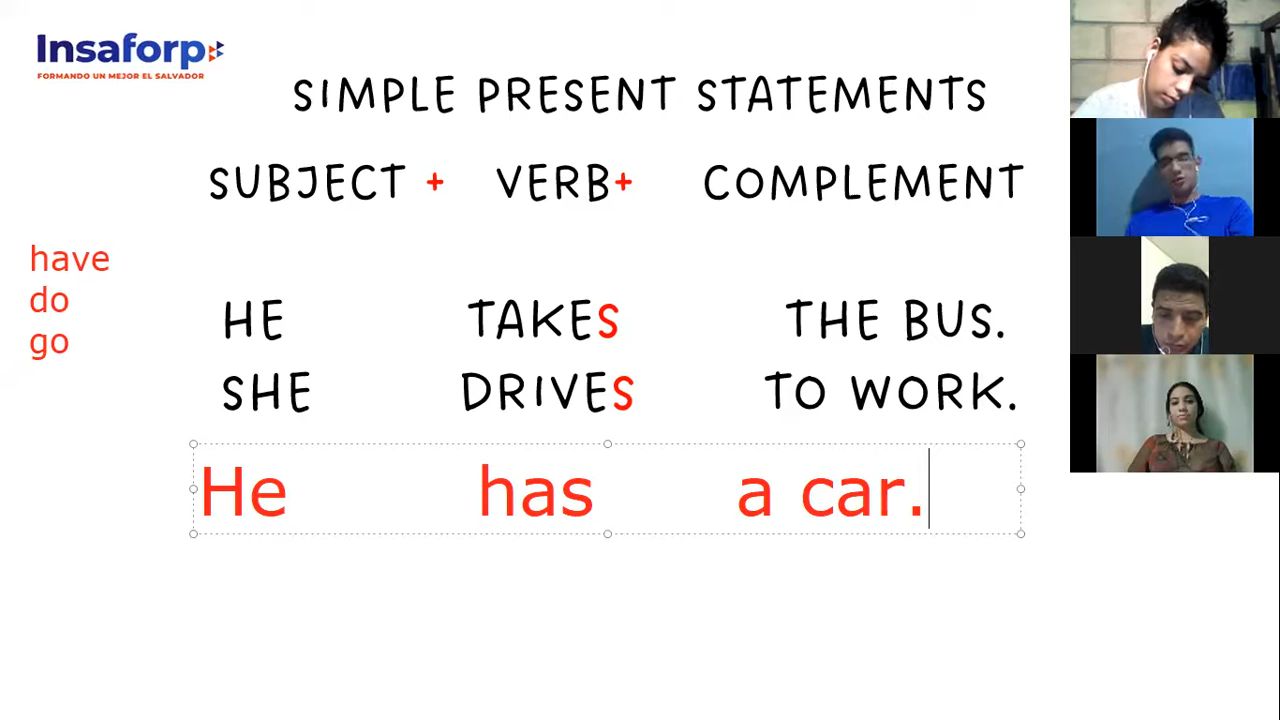 Insaforp
FORMANDO UN MEJOR EL SALVADOR
SIMPLE PRESENT STATEMENTS
SUBJECT + VERB+ COMPLEMENT
have
do
go
HE TAKES THE BUS.
SHE DRIVES TO WORK.
He has a car.